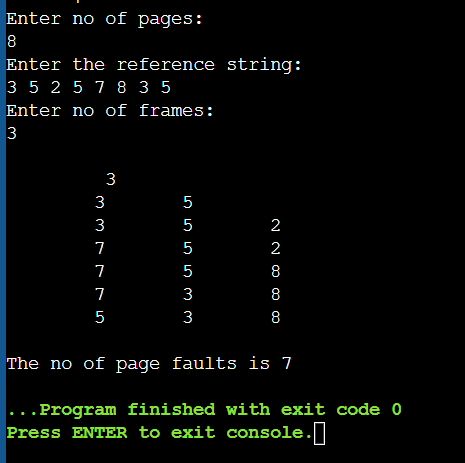 Enter no of pages:
8
Enter the reference string:
3 5 2 5 7 8 3 5
Enter no of frames:
3
3
3 5
3 5 2
7 5 2
7 5 8
7 3 8
5 3 8
The no of page faults is 7
...Program finished with exit code 0
Press ENTER to exit console.